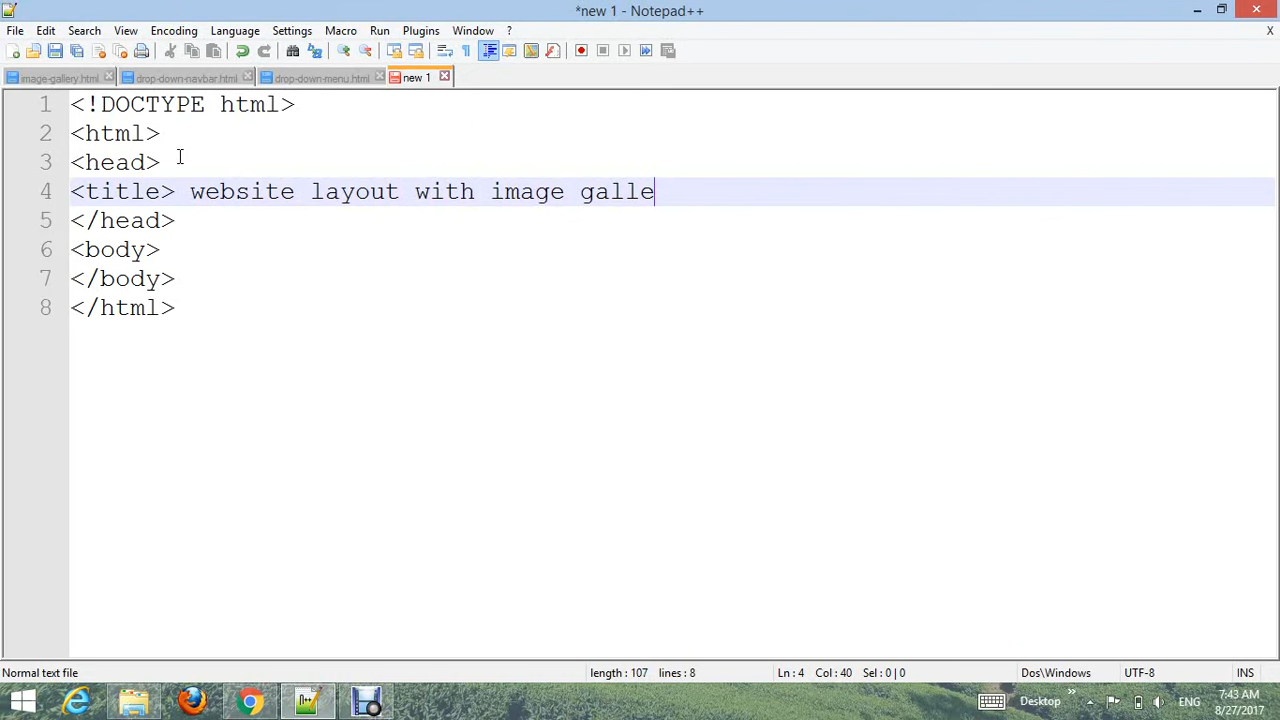 *new 1 - Notepad++
File Edit Search View Encoding Language Settings Macro Run Plugins Window ? X
image-gallery.html drop-down-navbar.html drop-down-menu.html new 1
1 <!DOCTYPE html>
2 <html>
3 <head>
4 <title> website layout with image galle
5 </head>
6 <body>
7 </body>
8 </html>
Normal text file length : 107 lines : 8 Ln : 4 Col : 40 Sel : 0 | 0 Dos\Windows UTF-8 INS
Desktop ENG 7:43 AM
8/27/2017